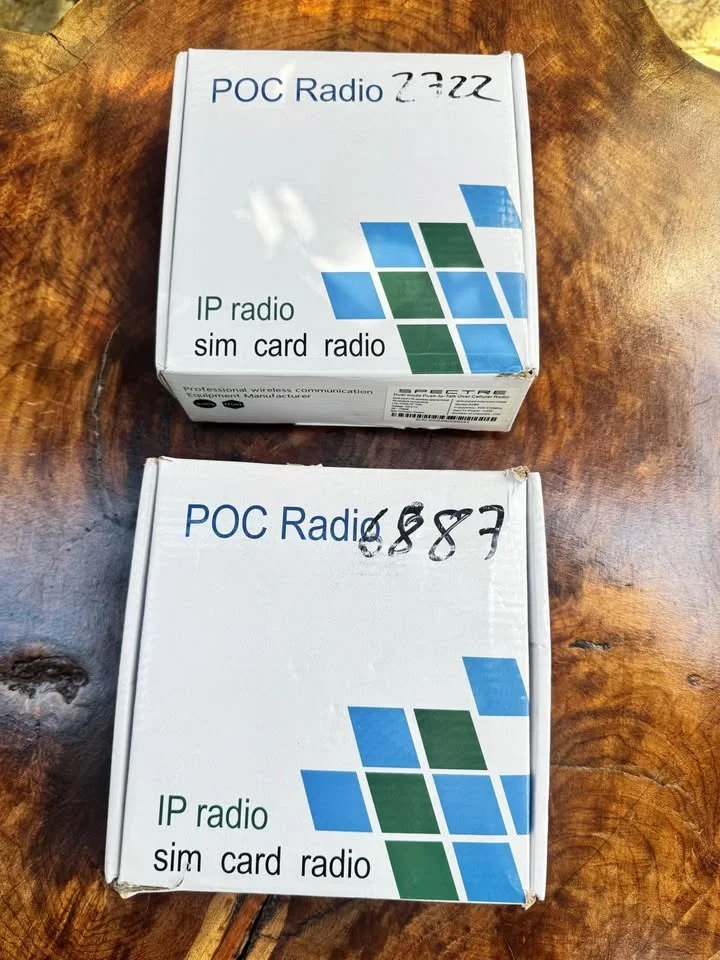 POC Radio 2722
IP radio
sim card radio
Professional wireless communication
Equipment Manufacturer
SPECTRE
Dual mode Push-to-Talk Over Cellular Radio
POC Radio 6887
IP radio
sim card radio